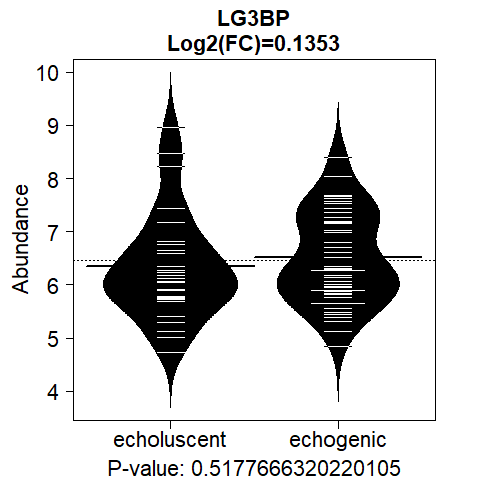 LG3BP
Log2(FC)=0.1353
10
9
8
7
6
5
4
Abundance
echoluscent echogenic
P-value: 0.5177666320220105